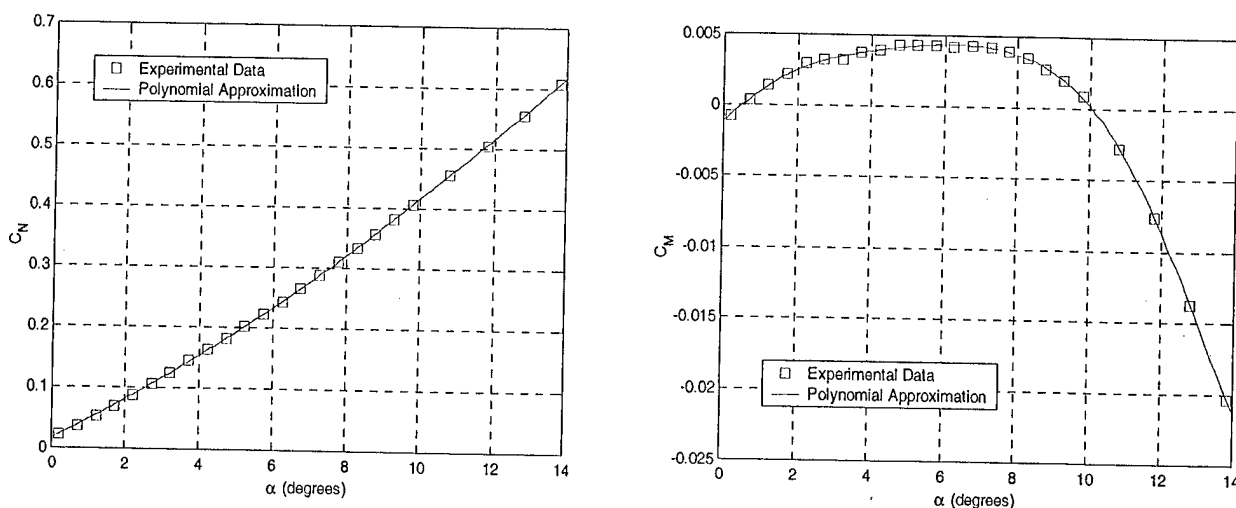 0.7
0.6
0.5
0.4
0.3
0.2
0.1
0
C_N
Experimental Data
Polynomial Approximation
0 2 4 6 8 10 12 14
α (degrees)
0.005
0
-0.005
-0.01
-0.015
-0.02
-0.025
C_M
Experimental Data
Polynomial Approximation
0 2 4 6 8 10 12 14
α (degrees)